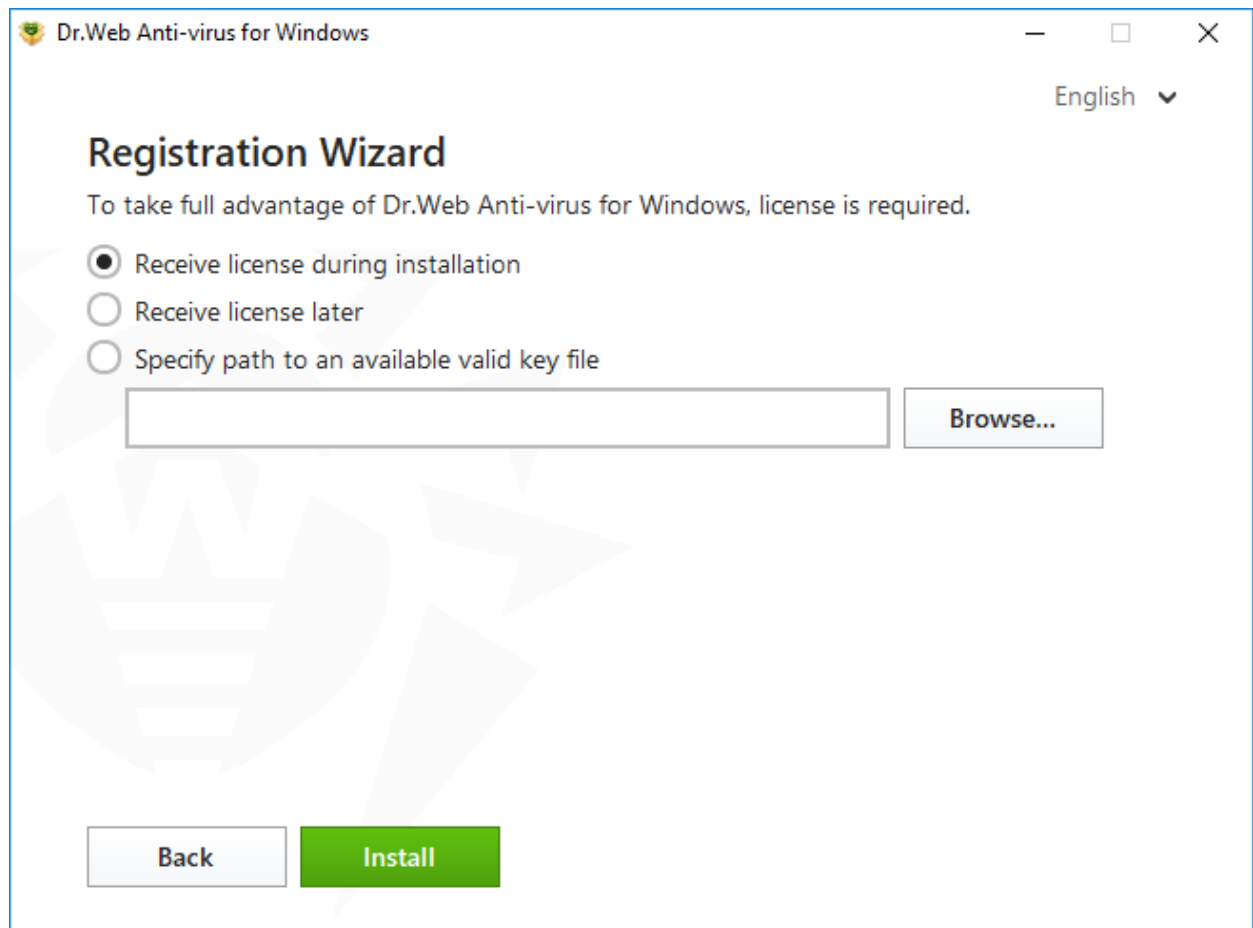 Dr.Web Anti-virus for Windows
English
Registration Wizard
To take full advantage of Dr.Web Anti-virus for Windows, license is required.
Receive license during installation
Receive license later
Specify path to an available valid key file
Browse...
Back
Install